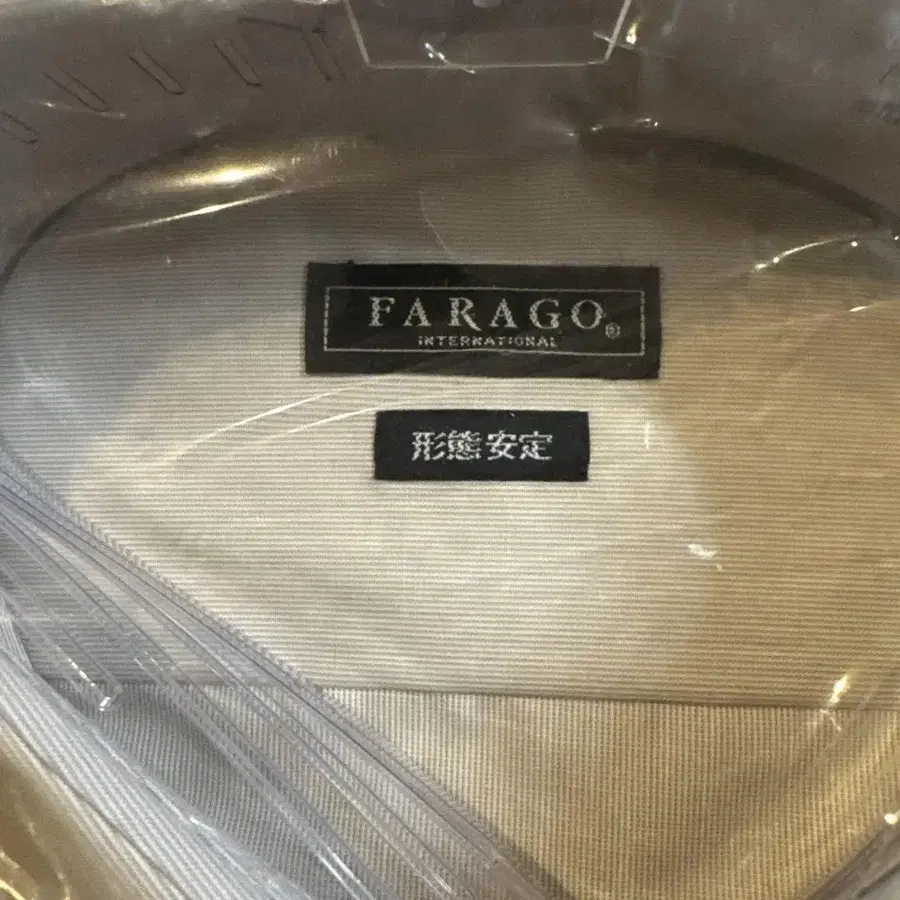 FARAGO®
INTERNATIONAL
形態安定